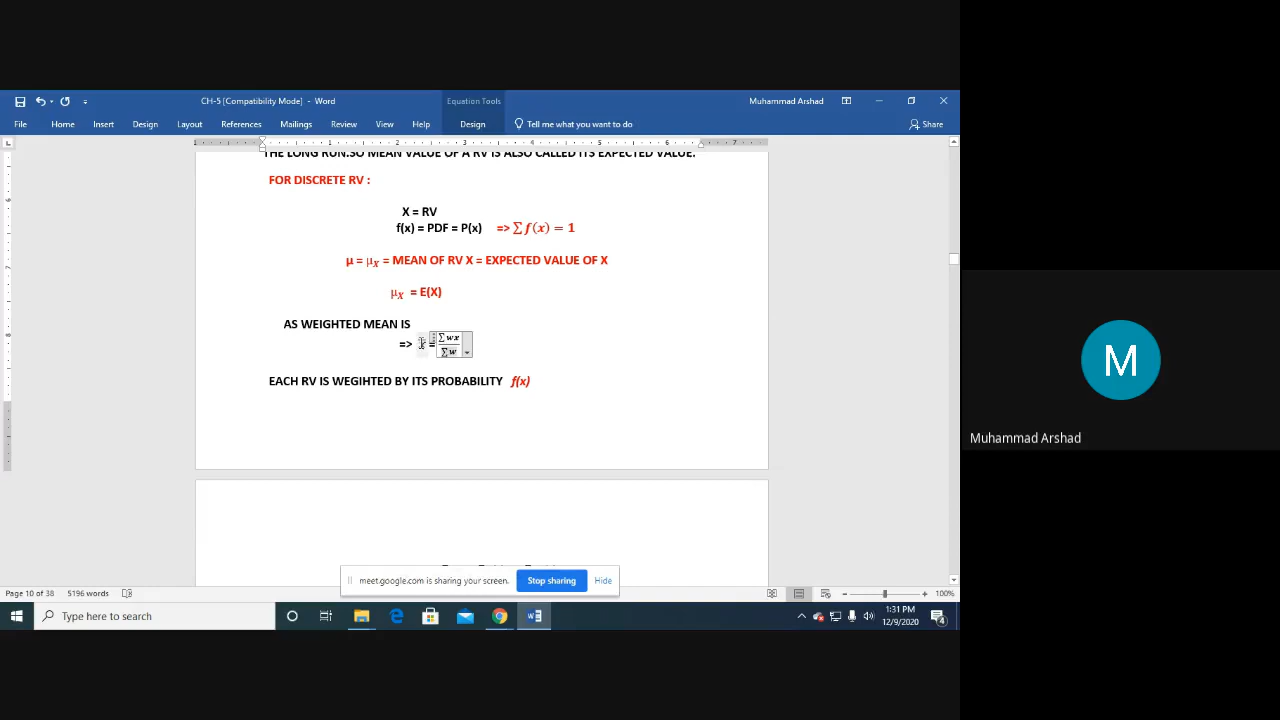 CH-5 [Compatibility Mode] - Word
Equation Tools
Muhammad Arshad
File Home Insert Design Layout References Mailings Review View Help Design Tell me what you want to do Share
THE LONG RUN.SO MEAN VALUE OF A RV IS ALSO CALLED ITS EXPECTED VALUE.
FOR DISCRETE RV :
X = RV
f(x) = PDF = P(x) => ∑ f(x) = 1
μ = μ_X = MEAN OF RV X = EXPECTED VALUE OF X
μ_X = E(X)
AS WEIGHTED MEAN IS
=> = ∑wx / ∑w
EACH RV IS WEGIHTED BY ITS PROBABILITY f(x)
M
Muhammad Arshad
meet.google.com is sharing your screen. Stop sharing Hide
Page 10 of 38 5196 words 100%
Type here to search
1:31 PM
12/9/2020
4